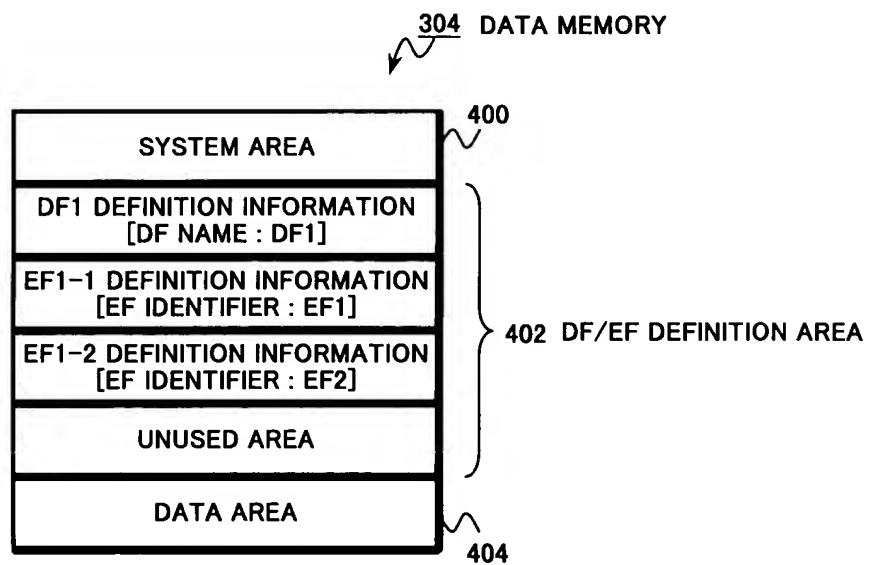 304 DATA MEMORY
400
SYSTEM AREA
DF1 DEFINITION INFORMATION
[DF NAME : DF1]
EF1-1 DEFINITION INFORMATION
[EF IDENTIFIER : EF1]
402 DF/EF DEFINITION AREA
EF1-2 DEFINITION INFORMATION
[EF IDENTIFIER : EF2]
UNUSED AREA
DATA AREA
404